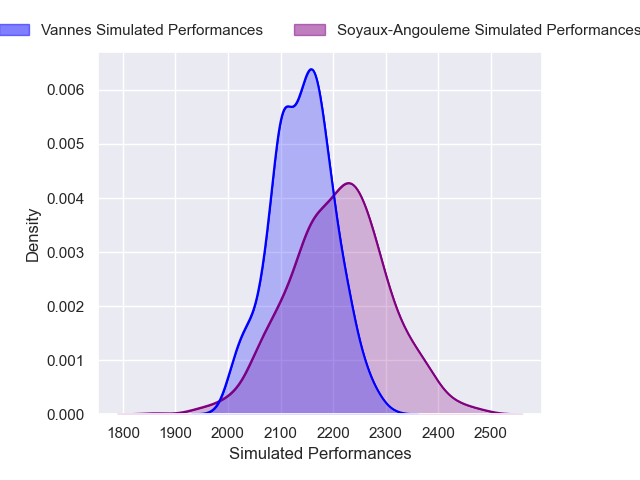 Vannes Simulated Performances Soyaux-Angouleme Simulated Performances
0.006
0.005
0.004
0.003
0.002
0.001
0.000
Density
1800 1900 2000 2100 2200 2300 2400 2500
Simulated Performances